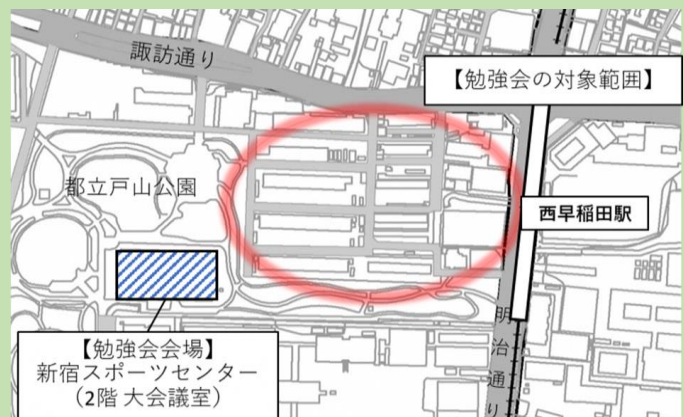 諏訪通り
【勉強会の対象範囲】
都立戸山公園
西早稲田駅
【勉強会会場】
新宿スポーツセンター
（2階 大会議室）
明治通り